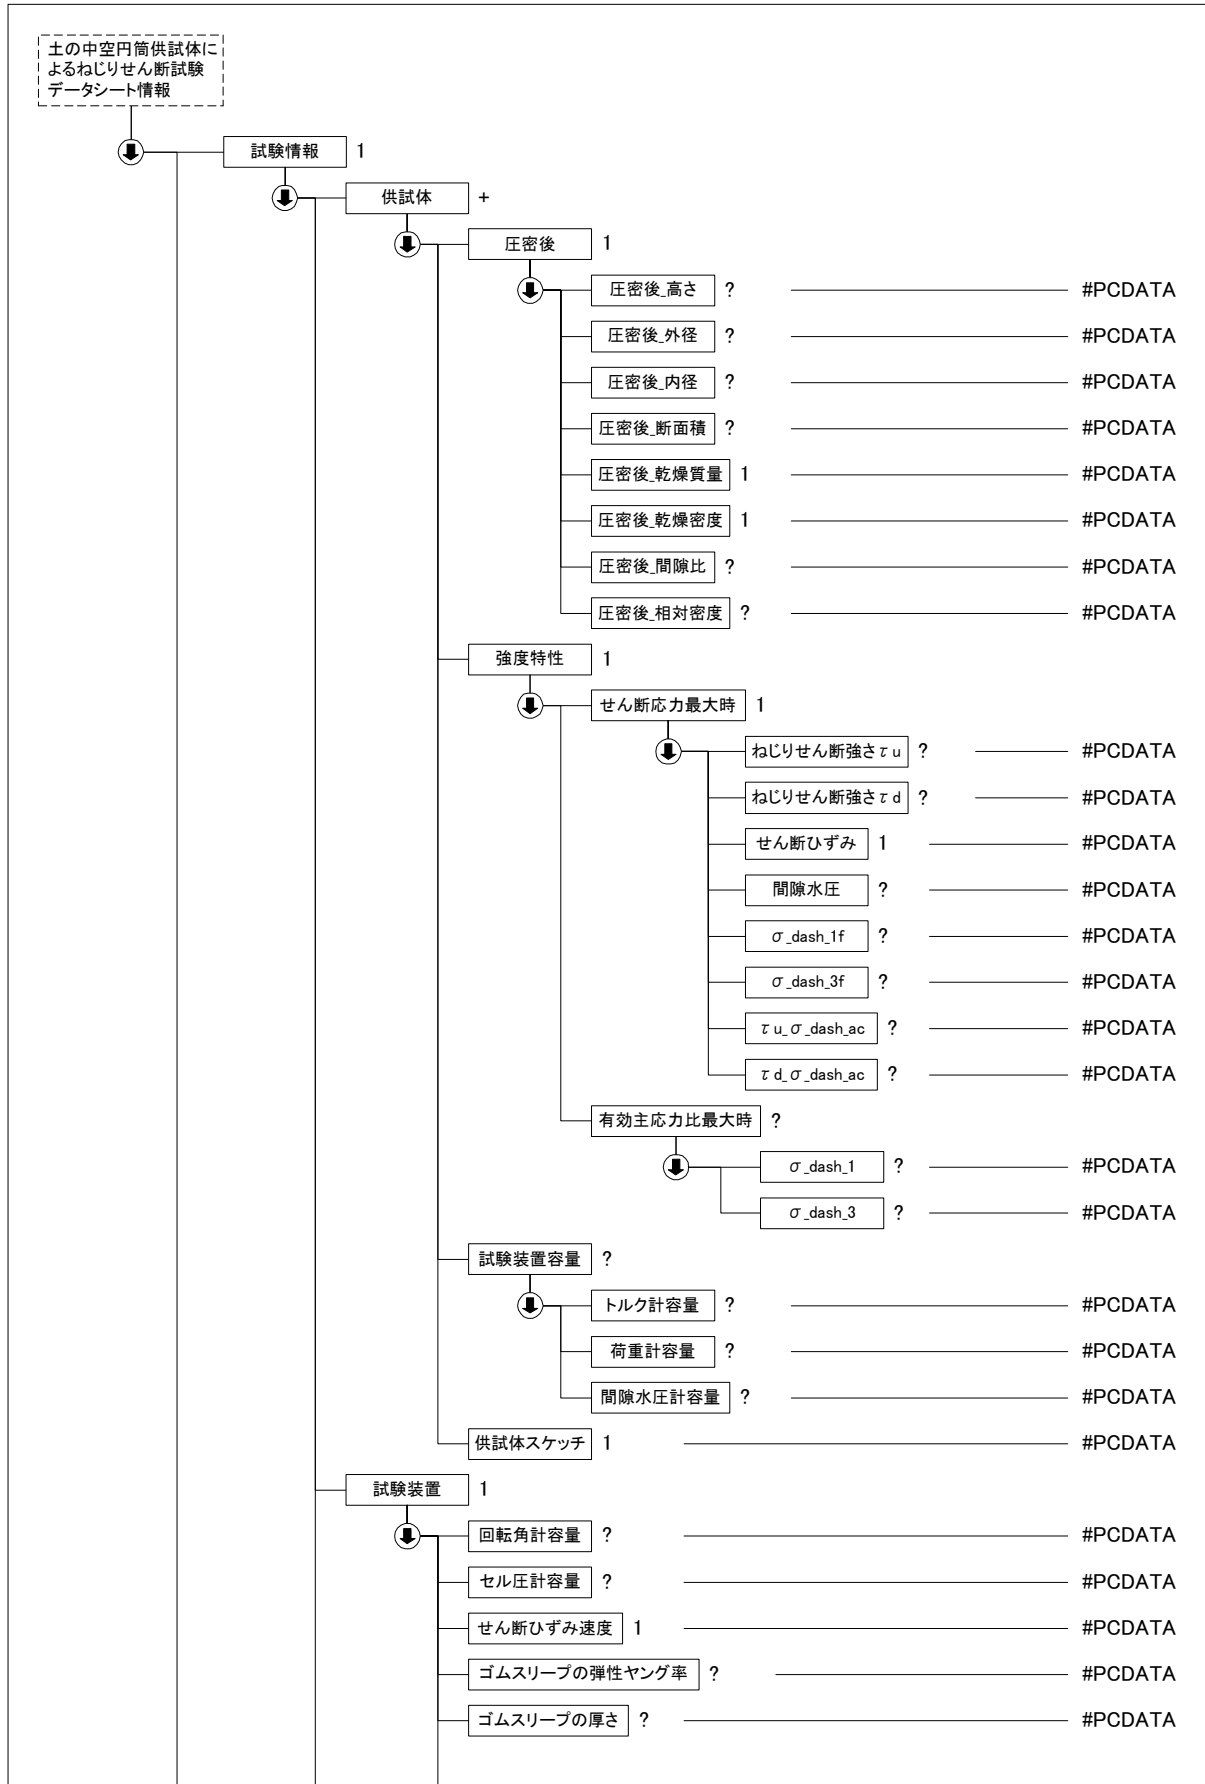 土の中空円筒供試体に
よるねじりせん断試験
データシート情報
試験情報 1
供試体 +
圧密後 1
圧密後_高さ ? #PCDATA
圧密後_外径 ? #PCDATA
圧密後_内径 ? #PCDATA
圧密後_断面積 ? #PCDATA
圧密後_乾燥質量 1 #PCDATA
圧密後_乾燥密度 1 #PCDATA
圧密後_間隙比 ? #PCDATA
圧密後_相対密度 ? #PCDATA
強度特性 1
せん断応力最大時 1
ねじりせん断強さτu ? #PCDATA
ねじりせん断強さτd ? #PCDATA
せん断ひずみ 1 #PCDATA
間隙水圧 ? #PCDATA
σ_dash_1f ? #PCDATA
σ_dash_3f ? #PCDATA
τu_σ_dash_ac ? #PCDATA
τd_σ_dash_ac ? #PCDATA
有効主応力比最大時 ?
σ_dash_1 ? #PCDATA
σ_dash_3 ? #PCDATA
試験装置容量 ?
トルク計容量 ? #PCDATA
荷重計容量 ? #PCDATA
間隙水圧計容量 ? #PCDATA
供試体スケッチ 1 #PCDATA
試験装置 1
回転角計容量 ? #PCDATA
セル圧計容量 ? #PCDATA
せん断ひずみ速度 1 #PCDATA
ゴムスリーブの弾性ヤング率 ? #PCDATA
ゴムスリーブの厚さ ? #PCDATA